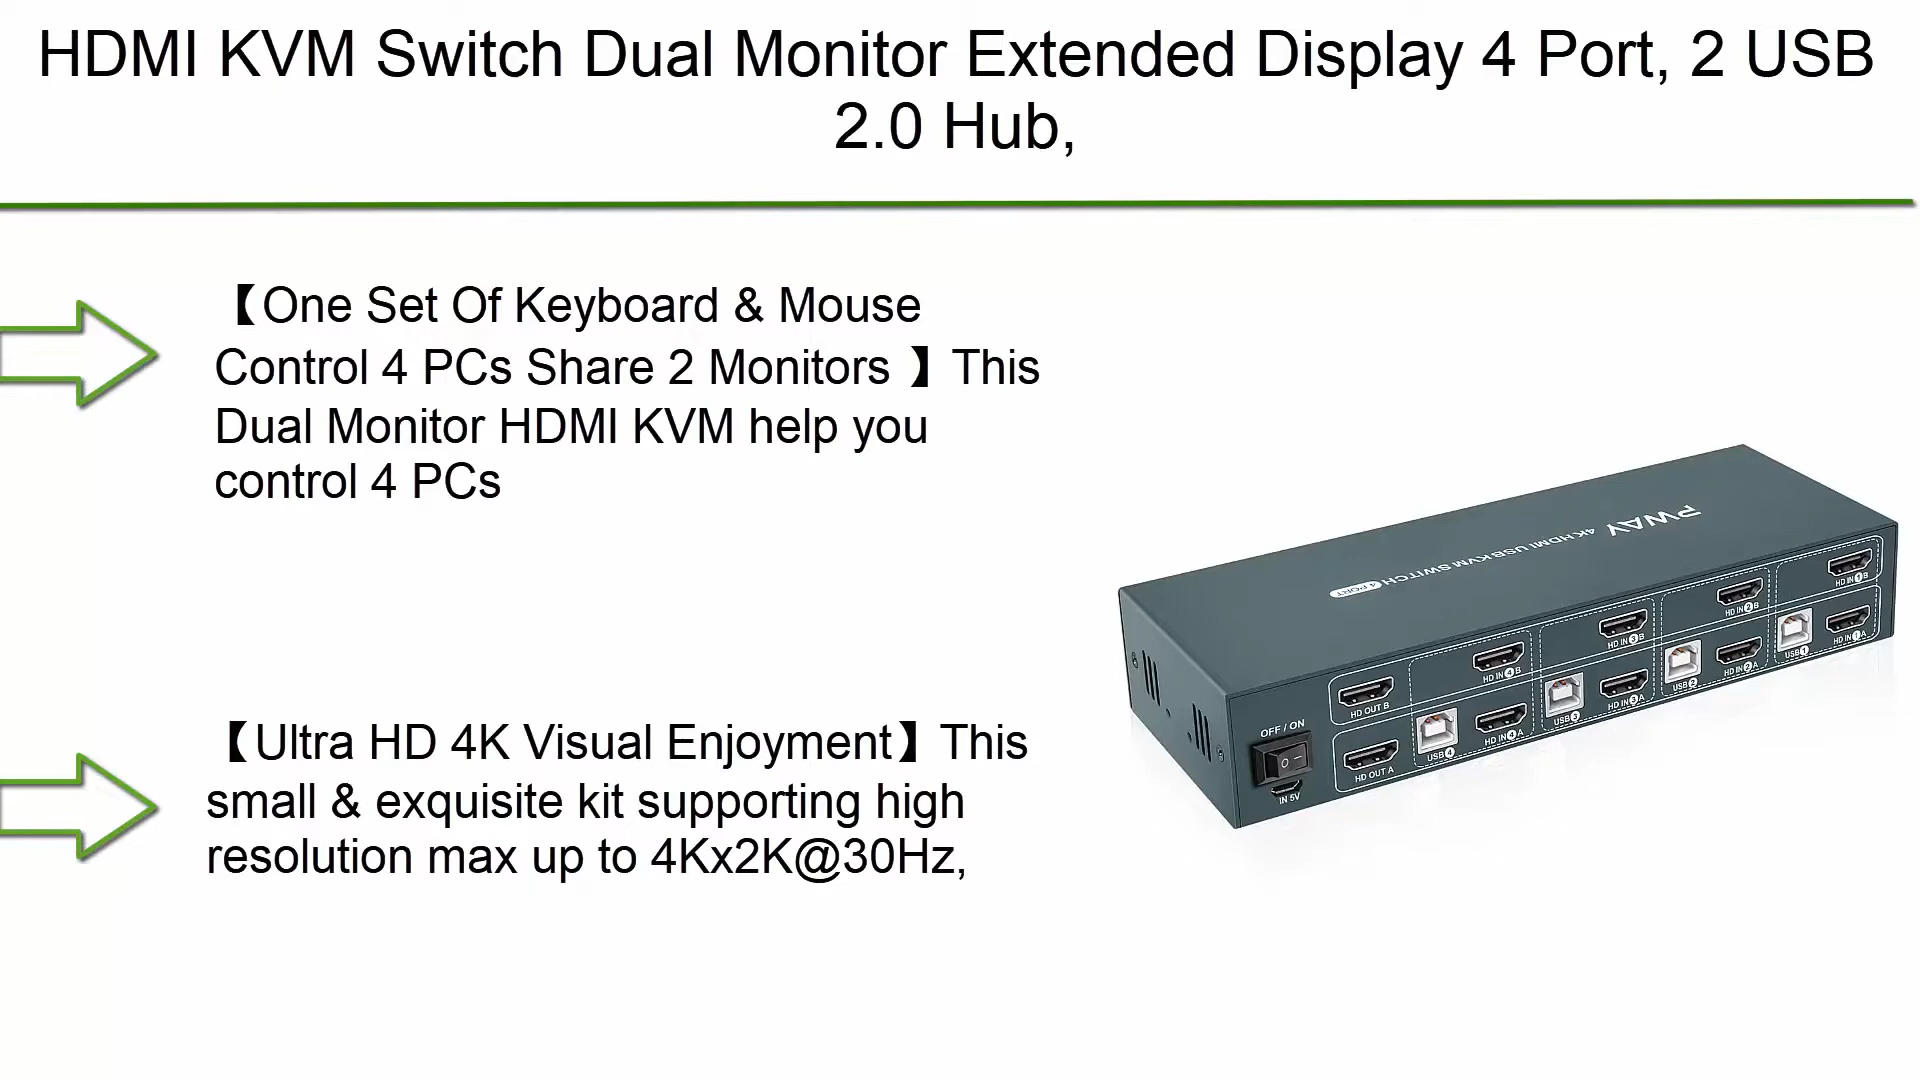 HDMI KVM Switch Dual Monitor Extended Display 4 Port, 2 USB
2.0 Hub,
【One Set Of Keyboard & Mouse
Control 4 PCs Share 2 Monitors 】This
Dual Monitor HDMI KVM help you
control 4 PCs
【Ultra HD 4K Visual Enjoyment】This
small & exquisite kit supporting high
resolution max up to 4Kx2K@30Hz,
PWAY 4K HDMI USB KVM SWITCH 4 PORT
HD IN 1 B
HD IN 2 B
HD IN 3 B
HD IN 4 B
HD OUT B
HD IN 1 A
USB 1
HD IN 2 A
USB 2
HD IN 3 A
USB 3
HD IN 4 A
USB 4
HD OUT A
OFF / ON
IN 5V